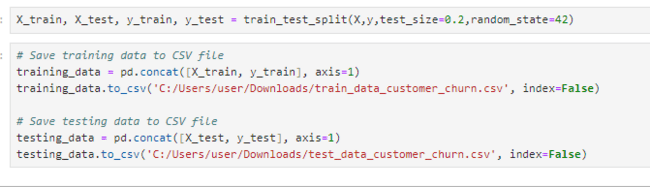 X_train, X_test, y_train, y_test = train_test_split(X,y,test_size=0.2,random_state=42)
# Save training data to CSV file
training_data = pd.concat([X_train, y_train], axis=1)
training_data.to_csv('C:/Users/user/Downloads/train_data_customer_churn.csv', index=False)
# Save testing data to CSV file
testing_data = pd.concat([X_test, y_test], axis=1)
testing_data.to_csv('C:/Users/user/Downloads/test_data_customer_churn.csv', index=False)